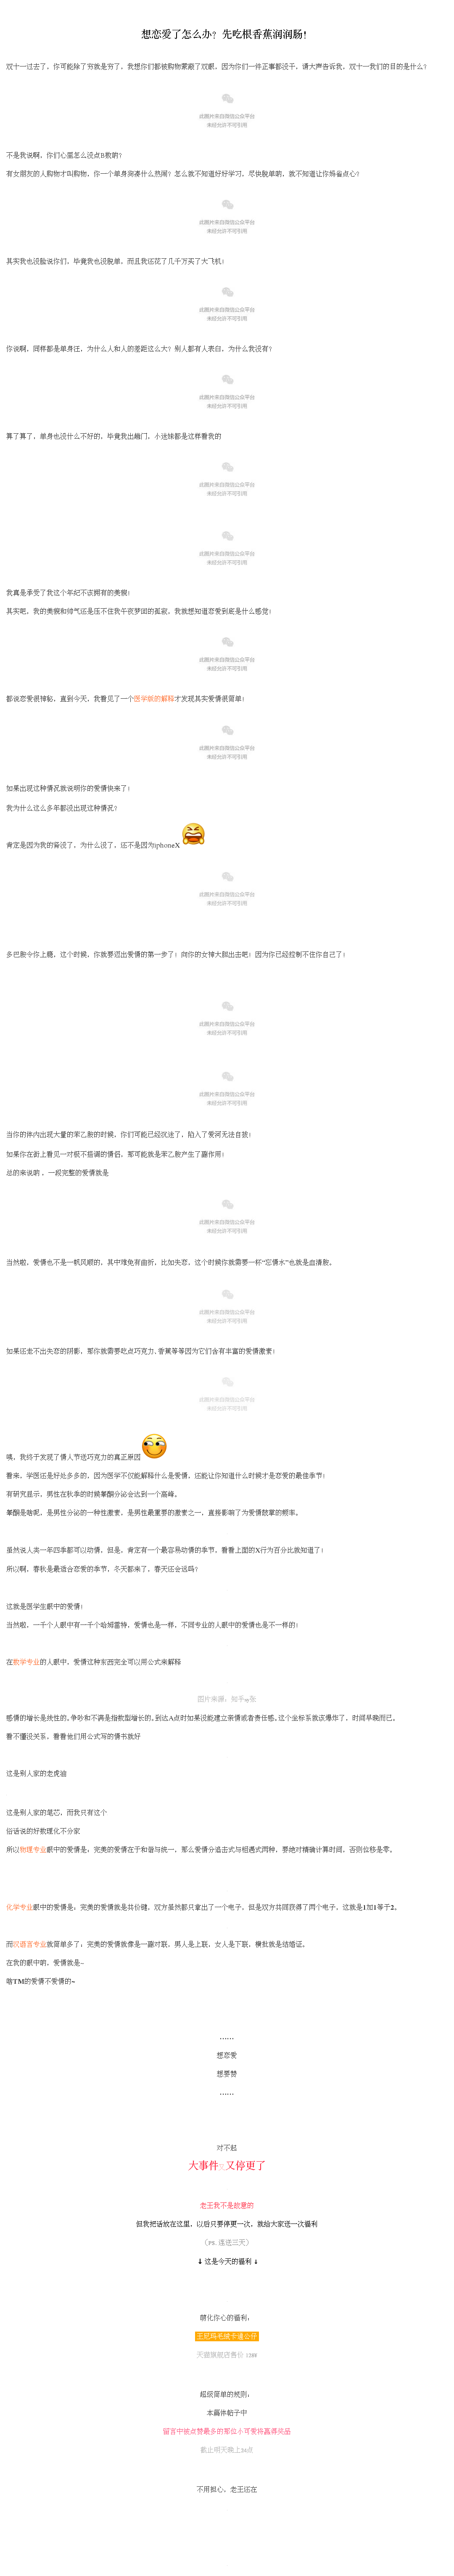 想恋爱了怎么办？先吃根香蕉润润肠！
双十一过去了，你可能除了穷就是穷了，我想你们都被购物蒙蔽了双眼，因为你们一件正事都没干，请大声告诉我，双十一我们的目的是什么？
此图片来自微信公众平台
未经允许不可引用
不是我说啊，你们心里怎么没点B数的？
有女朋友的人购物才叫购物，你一个单身狗凑什么热闹？怎么就不知道好好学习，尽快脱单哟，就不知道让你妈省点心？
此图片来自微信公众平台
未经允许不可引用
其实我也没脸说你们，毕竟我也没脱单，而且我还花了几千万买了大飞机！
此图片来自微信公众平台
未经允许不可引用
你说啊，同样都是单身汪，为什么人和人的差距这么大？别人都有人表白，为什么我没有？
此图片来自微信公众平台
未经允许不可引用
算了算了，单身也没什么不好的，毕竟我出趟门，小迷妹都是这样看我的
此图片来自微信公众平台
未经允许不可引用
此图片来自微信公众平台
未经允许不可引用
我真是承受了我这个年纪不该拥有的美貌！
其实吧，我的美貌和帅气还是压不住我午夜梦回的孤寂，我就想知道恋爱到底是什么感觉！
此图片来自微信公众平台
未经允许不可引用
都说恋爱很神秘，直到今天，我看见了一个医学版的解释才发现其实爱情很简单！
此图片来自微信公众平台
未经允许不可引用
如果出现这种情况就说明你的爱情快来了！
我为什么这么多年都没出现这种情况？
肯定是因为我的肾没了，为什么没了，还不是因为iphoneX
此图片来自微信公众平台
未经允许不可引用
多巴胺令你上瘾，这个时候，你就要迈出爱情的第一步了！向你的女神大胆出击吧！因为你已经控制不住你自己了！
此图片来自微信公众平台
未经允许不可引用
此图片来自微信公众平台
未经允许不可引用
当你的体内出现大量的苯乙胺的时候，你们可能已经沉迷了，陷入了爱河无法自拔！
如果你在街上看见一对很不搭调的情侣，那可能就是苯乙胺产生了副作用！
总的来说哟，一段完整的爱情就是
此图片来自微信公众平台
未经允许不可引用
当然啦，爱情也不是一帆风顺的，其中难免有曲折，比如失恋，这个时候你就需要一杯“忘情水”也就是血清胺。
此图片来自微信公众平台
未经允许不可引用
如果还走不出失恋的阴影，那你就需要吃点巧克力，香蕉等等因为它们含有丰富的爱情激素！
此图片来自微信公众平台
未经允许不可引用
咦，我终于发现了情人节送巧克力的真正原因
看来，学医还是好处多多的，因为医学不仅能解释什么是爱情，还能让你知道什么时候才是恋爱的最佳季节！
有研究显示，男性在秋季的时候睾酮分泌会达到一个高峰。
睾酮是啥呢，是男性分泌的一种性激素，是男性最重要的激素之一，直接影响了为爱情鼓掌的频率。
虽然说人类一年四季都可以动情，但是，肯定有一个最容易动情的季节，看看上面的X行为百分比就知道了！
所以啊，春秋是最适合恋爱的季节，冬天都来了，春天还会远吗？
这就是医学生眼中的爱情！
当然啦，一千个人眼中有一千个哈姆雷特，爱情也是一样，不同专业的人眼中的爱情也是不一样的！
在数学专业的人眼中，爱情这种东西完全可以用公式来解释
感情的增长是线性的。争吵和不满是指数型增长的。到达A点时如果没能建立亲情或者责任感。这个坐标系就该爆炸了，时间早晚而已。
看不懂没关系，看看他们用公式写的情书就好
这是别人家的老虎油
这是别人家的笔芯，而我只有这个
俗话说的好数理化不分家
所以物理专业眼中的爱情是，完美的爱情在于和谐与统一，那么爱情分追击式与相遇式两种，要绝对精确计算时间，否则位移是零。
化学专业眼中的爱情是，完美的爱情就是共价键，双方虽然都只拿出了一个电子，但是双方共同获得了两个电子，这就是1加1等于2。
而汉语言专业就简单多了，完美的爱情就像是一副对联，男人是上联，女人是下联，横批就是结婚证。
在我的眼中哟，爱情就是~
啥TM的爱情不爱情的~
……
想恋爱
想要赞
……
对不起
大事件又停更了
老王我不是故意的
但我把话放在这里，以后只要停更一次，就给大家送一次福利
（PS. 连送三天）
↓ 这是今天的福利 ↓
萌化你心的福利：
超级简单的规则：
本篇帖子中
留言中被点赞最多的那位小可爱将赢得奖品
截止明天晚上20点
不用担心，老王还在